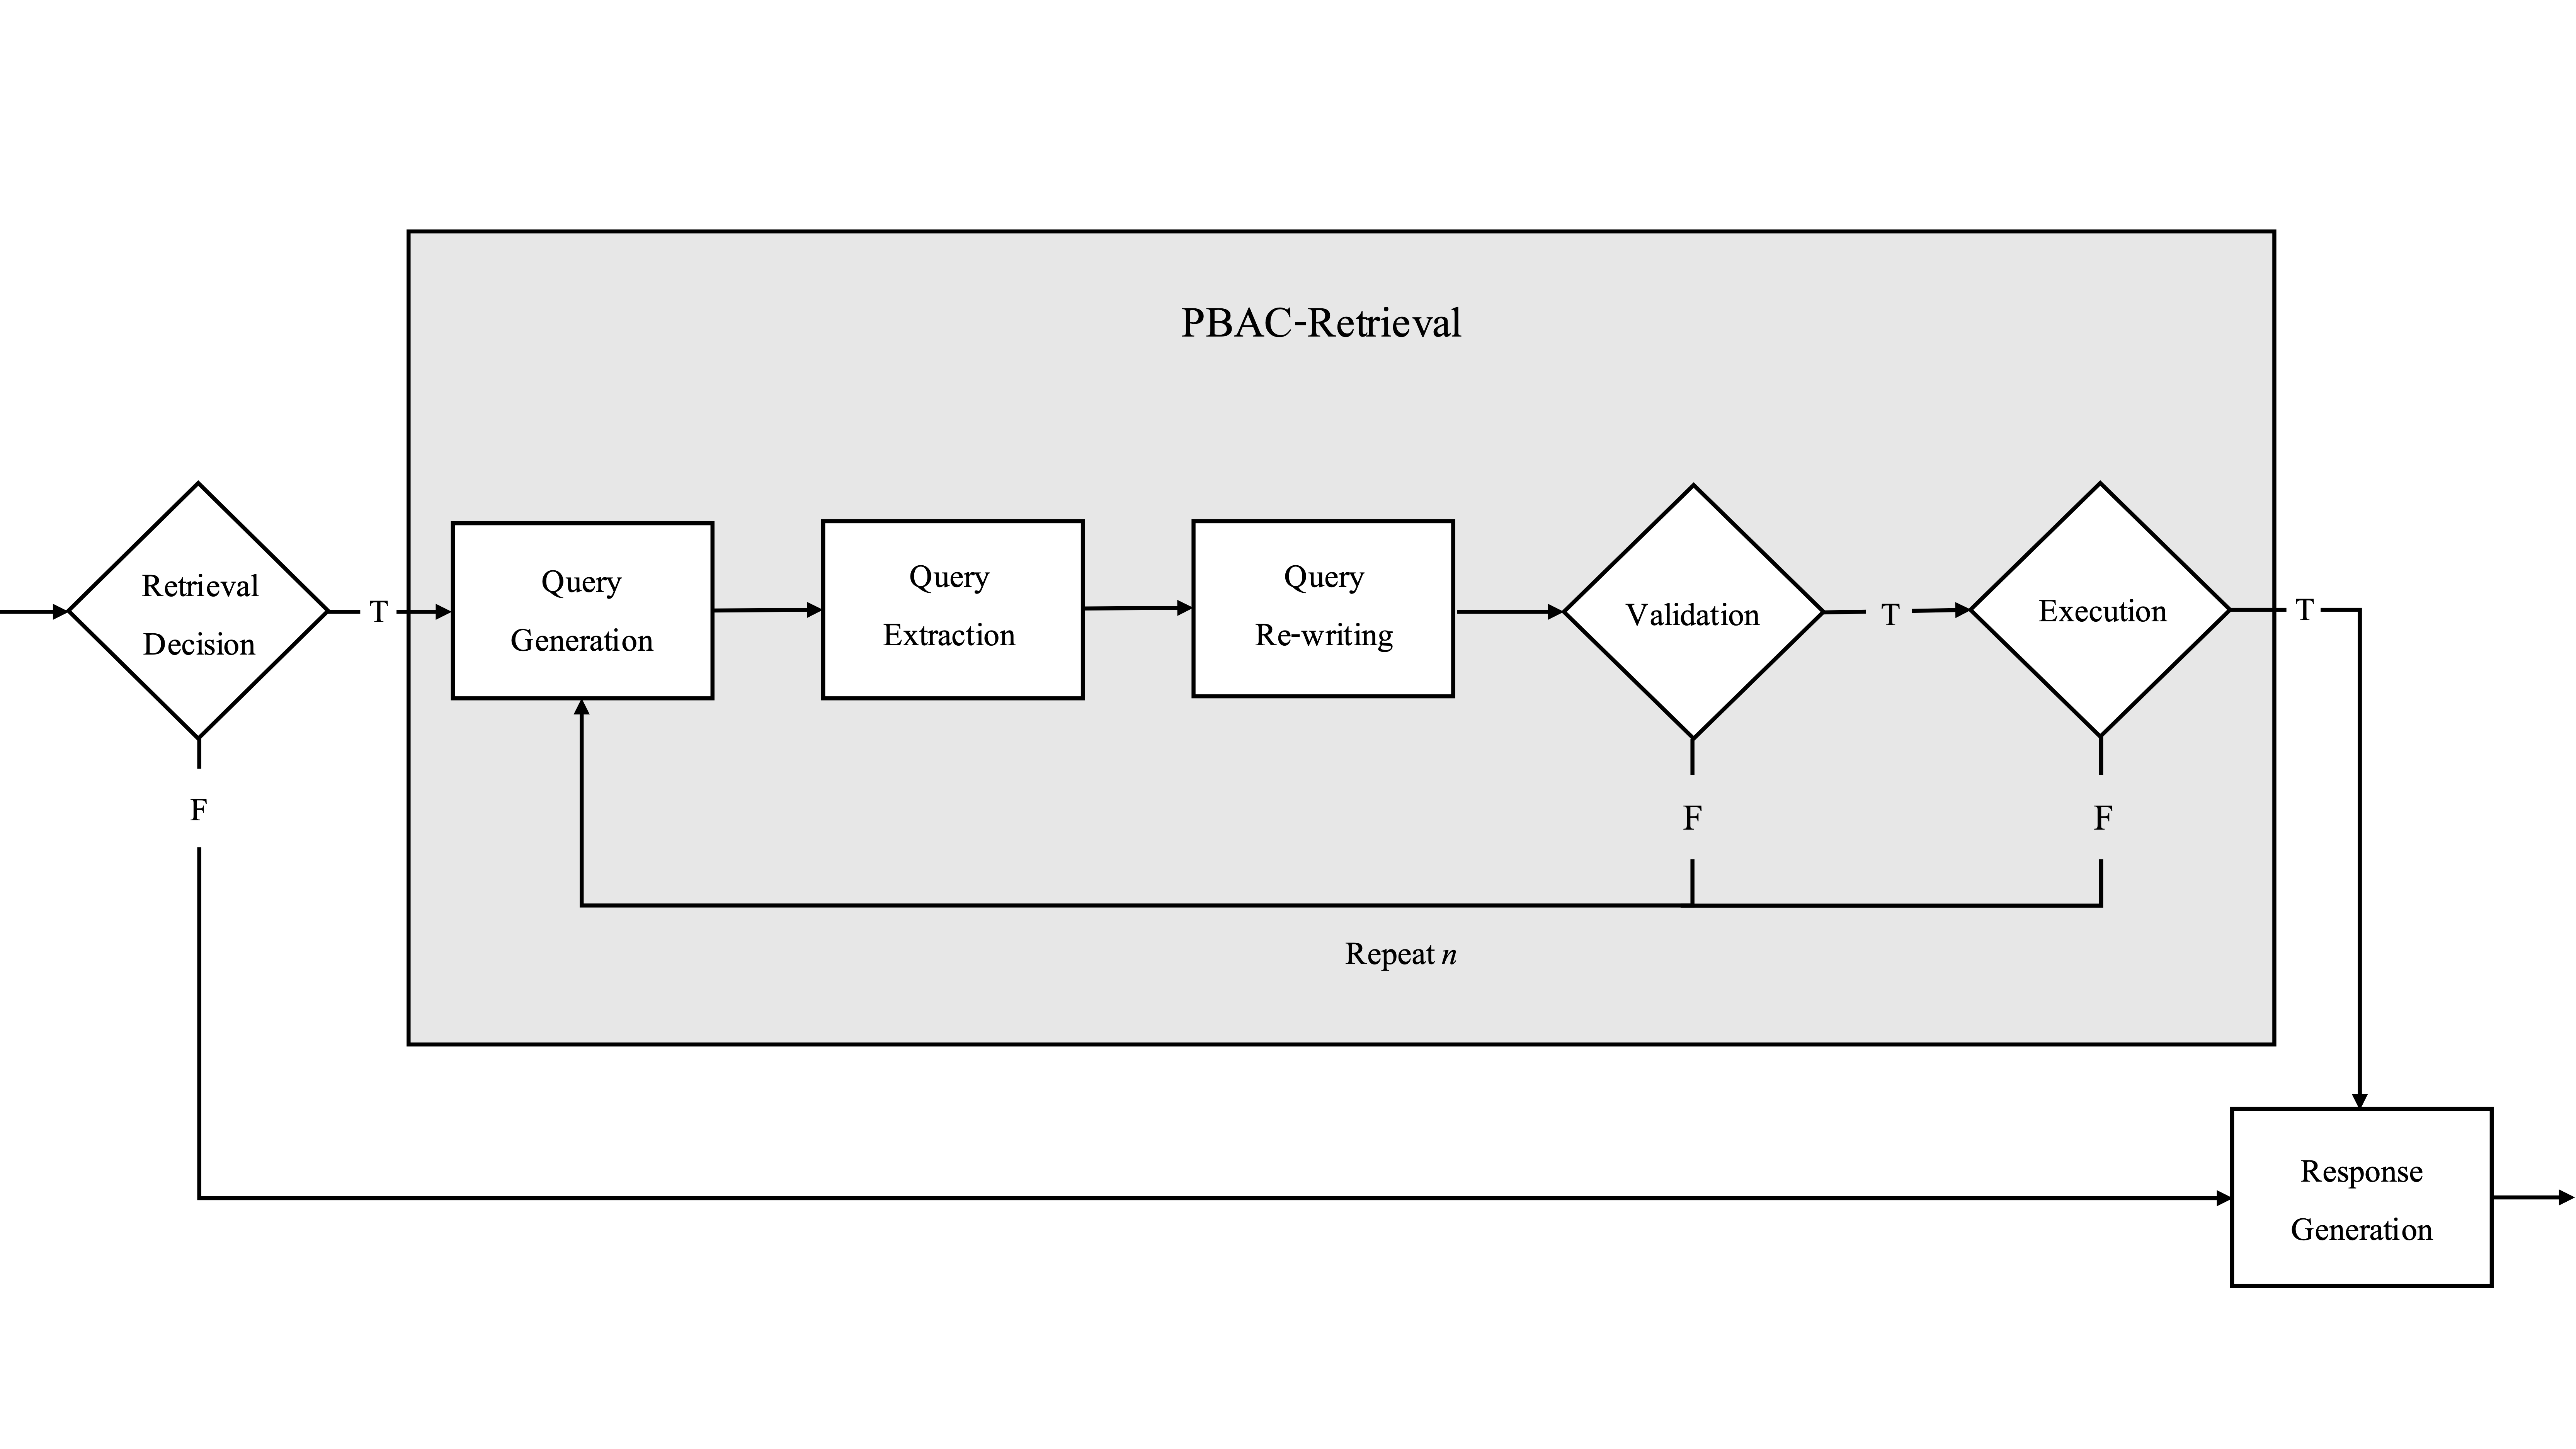 PBAC-Retrieval
Retrieval
Decision
T
Query
Generation
Query
Extraction
Query
Re-writing
Validation
T
Execution
T
F
F
F
Repeat n
Response
Generation